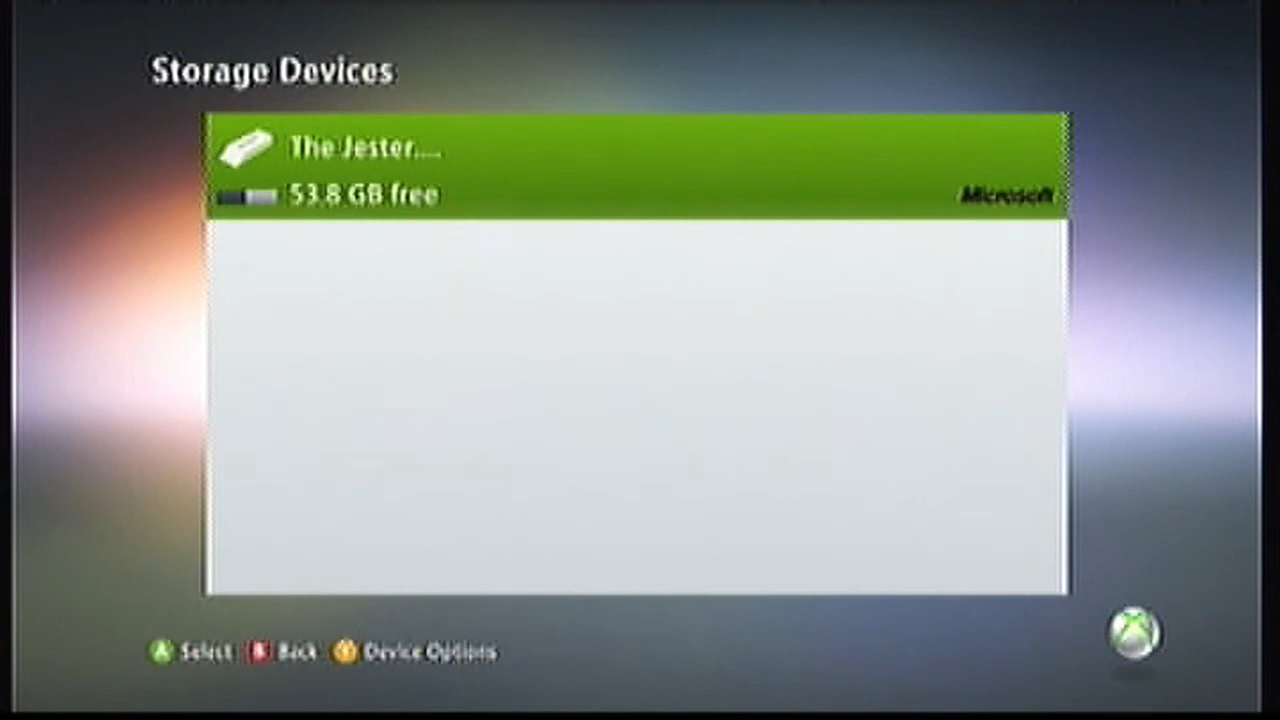 Storage Devices
The Jester....
53.8 GB free
Microsoft
A Select B Back Y Device Options